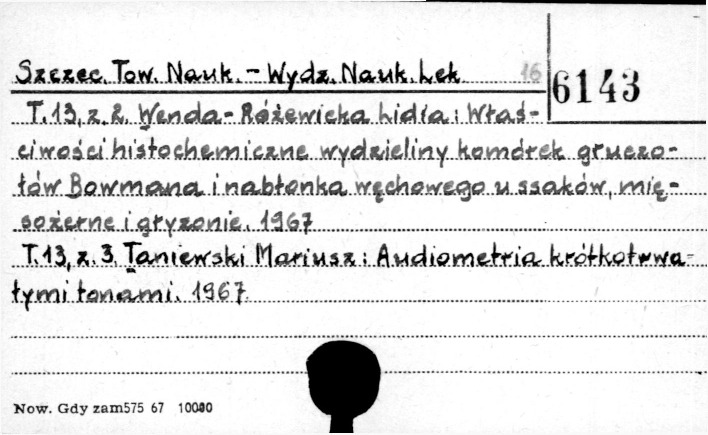 Szczec. Tow. Nauk. - Wydz. Nauk. Lek. 16
6143
T. 13, z. 2. Wenda-Różewicka Lidia: Właś-
ciwości histochemiczne wydzieliny komórek gruczo-
łów Bowmana i nabłonka węchowego u ssaków, mię-
sożerne i gryzonie. 1967
T. 13, z. 3. Taniewski Mariusz: Audiometria krótkotrwa-
łymi tonami. 1967
Now. Gdy zam575 67 10000